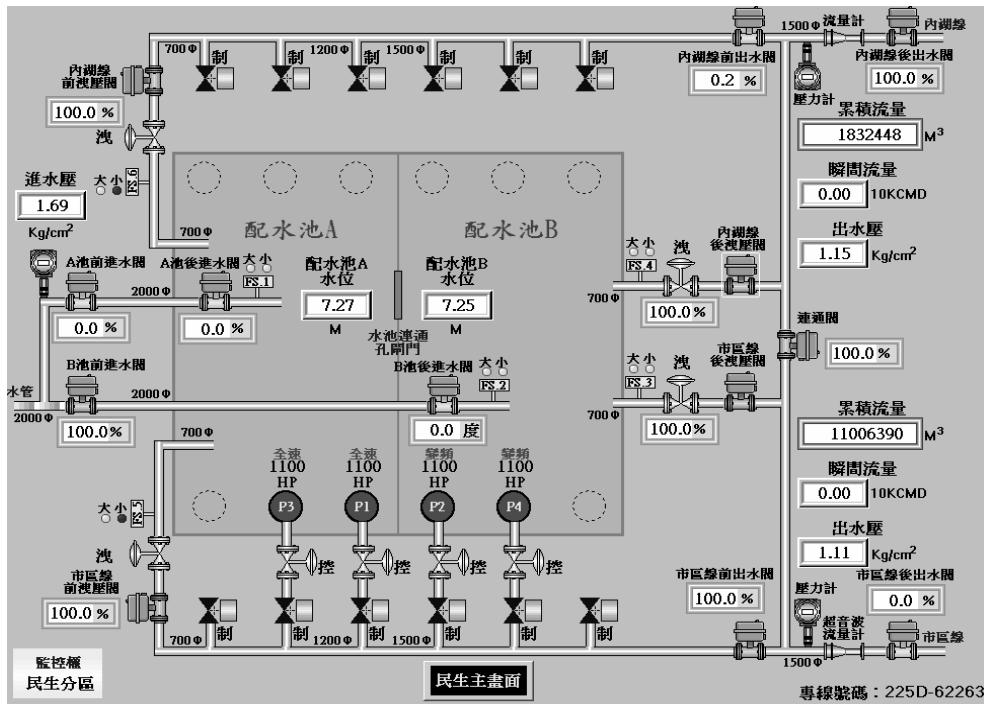 1500Φ 流量計 內湖線
700Φ 制 1200Φ 制 1500Φ 制 制 制 制
內湖線前出水閥 0.2 %
內湖線後出水閥 100.0 %
壓力計
內湖線
前洩壓閥
100.0 %
洩
大 小
FS.6
700Φ
累積流量
1832448 M³
瞬間流量
0.00 10KCMD
出水壓
1.15 Kg/cm²
進水壓
1.69
Kg/cm²
配水池A
配水池B
A池前進水閥
0.0 %
2000Φ
A池後進水閥
0.0 %
大 小
FS.1
配水池A
水位
7.27
M
配水池B
水位
7.25
M
水池連通
孔閘門
大 小
FS.4
700Φ
洩
100.0 %
內湖線
後洩壓閥
連通閥
100.0 %
水管
2000Φ
B池前進水閥
100.0 %
2000Φ
B池後進水閥
0.0 度
大 小
FS.2
大 小
FS.3
700Φ
洩
100.0 %
市區線
後洩壓閥
累積流量
11006390 M³
瞬間流量
0.00 10KCMD
出水壓
1.11 Kg/cm²
700Φ
大 小
FS.5
洩
市區線
前洩壓閥
100.0 %
全速 全速 變頻 變頻
1100 1100 1100 1100
HP HP HP HP
P3 P1 P2 P4
控 控 控 控
700Φ 制 制 1200Φ 制 1500Φ 制 制 制
市區線前出水閥
100.0 %
市區線後出水閥
0.0 %
壓力計
超音波
流量計
1500Φ
市區線
監控權
民生分區
民生主畫面
專線號碼：225D-62263